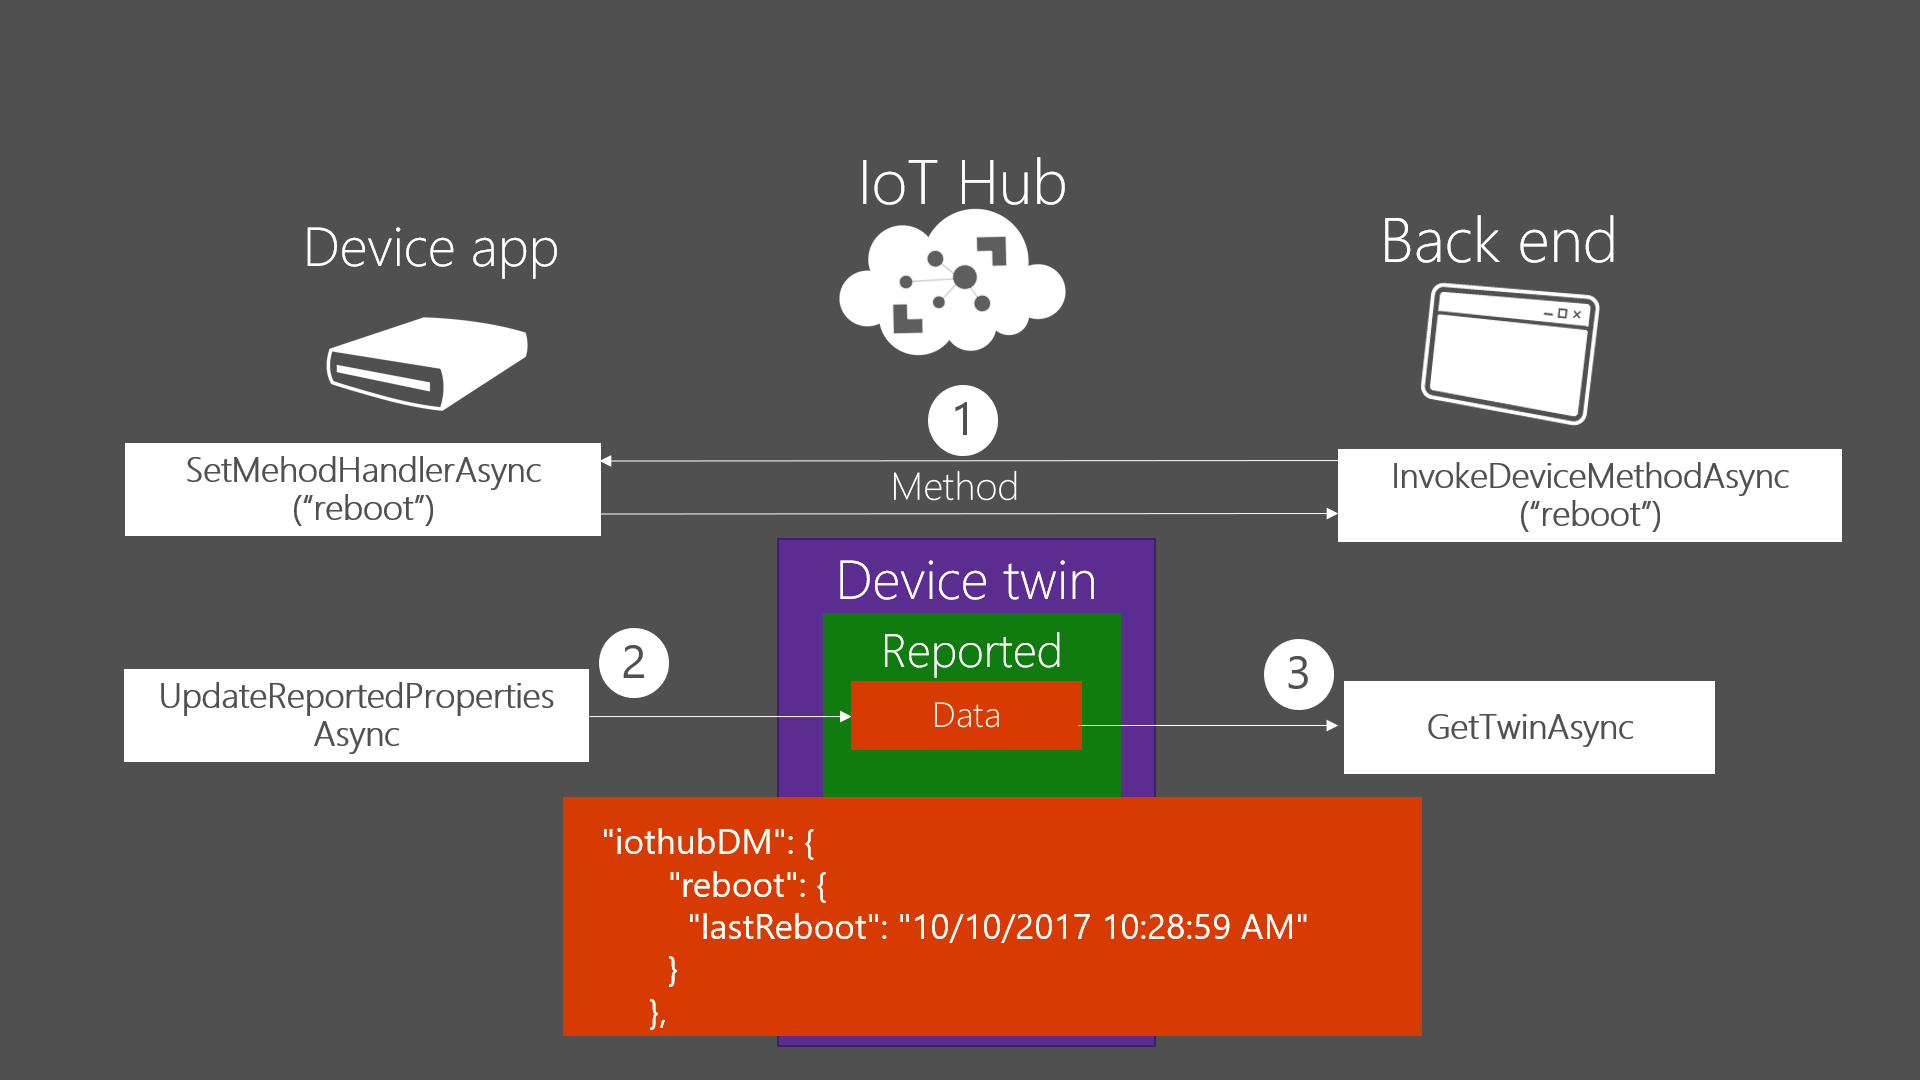 IoT Hub
Device app
Back end
1
SetMehodHandlerAsync
(“reboot”)
Method
InvokeDeviceMethodAsync
(“reboot”)
Device twin
Reported
2
3
UpdateReportedProperties
Async
Data
GetTwinAsync
"iothubDM": {
"reboot": {
"lastReboot": "10/10/2017 10:28:59 AM"
}
},